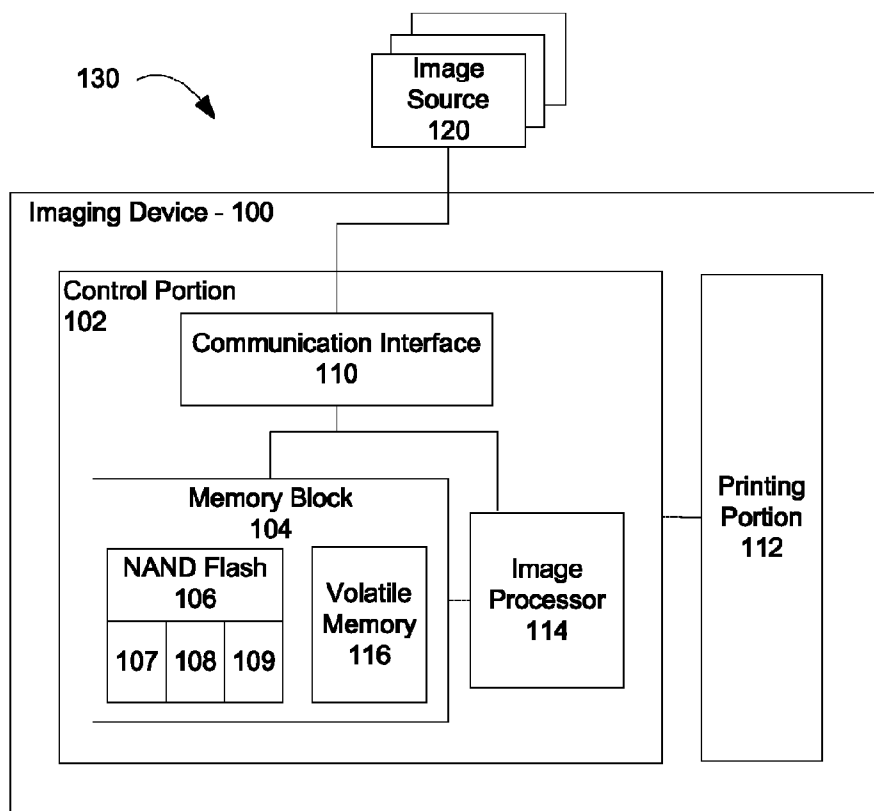 130
Image
Source
120
Imaging Device - 100
Control Portion
102
Communication Interface
110
Memory Block
104
NAND Flash
106
107 108 109
Volatile
Memory
116
Image
Processor
114
Printing
Portion
112